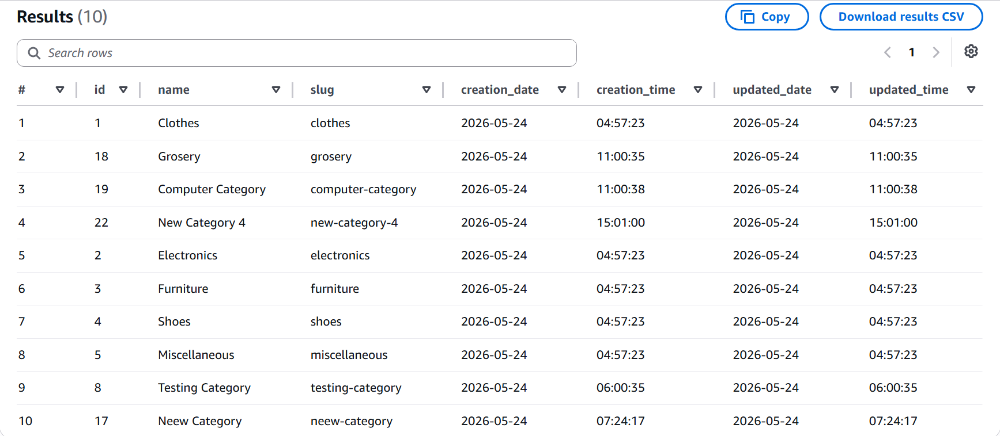 Results (10) Copy Download results CSV
Search rows 1
# id name slug creation_date creation_time updated_date updated_time
1 1 Clothes clothes 2026-05-24 04:57:23 2026-05-24 04:57:23
2 18 Grosery grosery 2026-05-24 11:00:35 2026-05-24 11:00:35
3 19 Computer Category computer-category 2026-05-24 11:00:38 2026-05-24 11:00:38
4 22 New Category 4 new-category-4 2026-05-24 15:01:00 2026-05-24 15:01:00
5 2 Electronics electronics 2026-05-24 04:57:23 2026-05-24 04:57:23
6 3 Furniture furniture 2026-05-24 04:57:23 2026-05-24 04:57:23
7 4 Shoes shoes 2026-05-24 04:57:23 2026-05-24 04:57:23
8 5 Miscellaneous miscellaneous 2026-05-24 04:57:23 2026-05-24 04:57:23
9 8 Testing Category testing-category 2026-05-24 06:00:35 2026-05-24 06:00:35
10 17 Neew Category neew-category 2026-05-24 07:24:17 2026-05-24 07:24:17